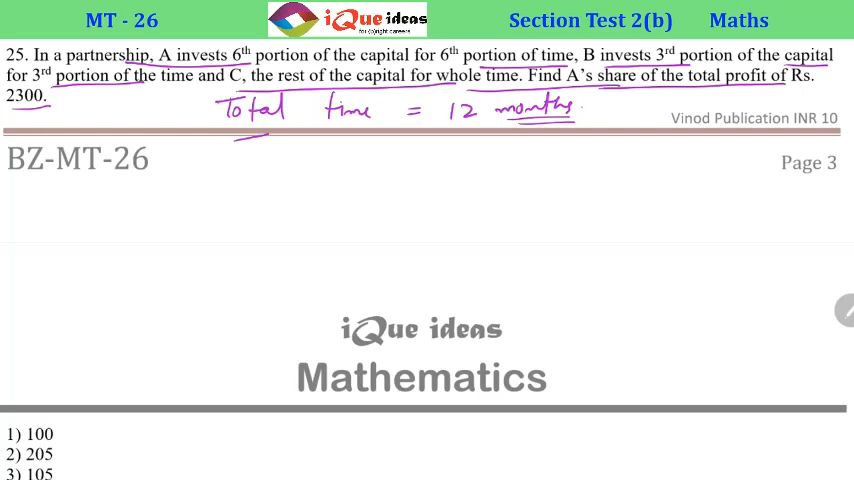 MT - 26 iQue ideas Section Test 2(b) Maths
for (b)right careers
25. In a partnership, A invests 6th portion of the capital for 6th portion of time, B invests 3rd portion of the capital
for 3rd portion of the time and C, the rest of the capital for whole time. Find A's share of the total profit of Rs.
2300.
Total time = 12 months.
Vinod Publication INR 10
BZ-MT-26 Page 3
iQue ideas
Mathematics
1) 100
2) 205
3) 105